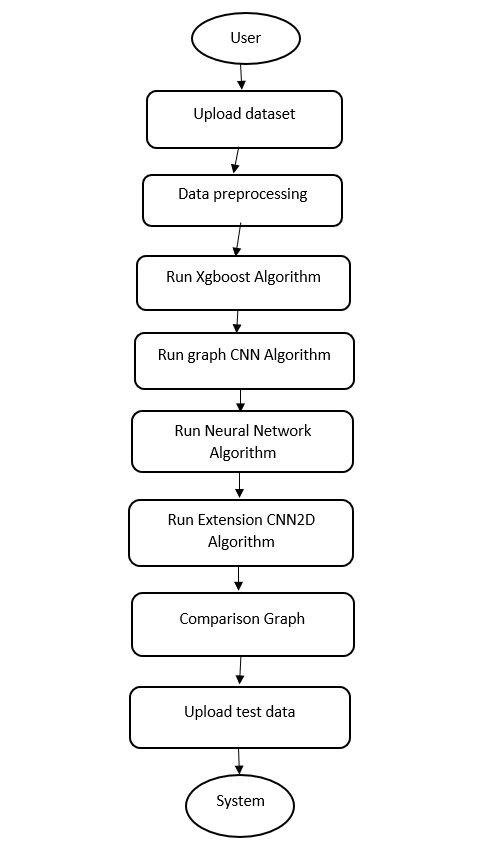 User
Upload dataset
Data preprocessing
Run Xgboost Algorithm
Run graph CNN Algorithm
Run Neural Network
Algorithm
Run Extension CNN2D
Algorithm
Comparison Graph
Upload test data
System